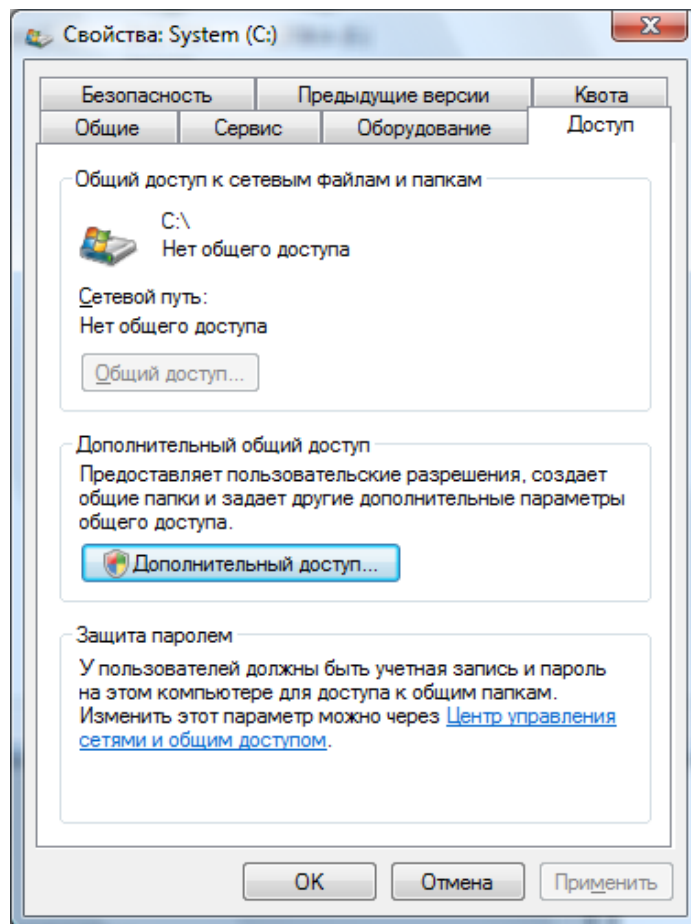 Свойства: System (C:)
Безопасность Предыдущие версии Квота
Общие Сервис Оборудование Доступ
Общий доступ к сетевым файлам и папкам
C:\
Нет общего доступа
Сетевой путь:
Нет общего доступа
Общий доступ...
Дополнительный общий доступ
Предоставляет пользовательские разрешения, создает
общие папки и задает другие дополнительные параметры
общего доступа.
Дополнительный доступ...
Защита паролем
У пользователей должны быть учетная запись и пароль
на этом компьютере для доступа к общим папкам.
Изменить этот параметр можно через Центр управления
сетями и общим доступом.
OK Отмена Применить